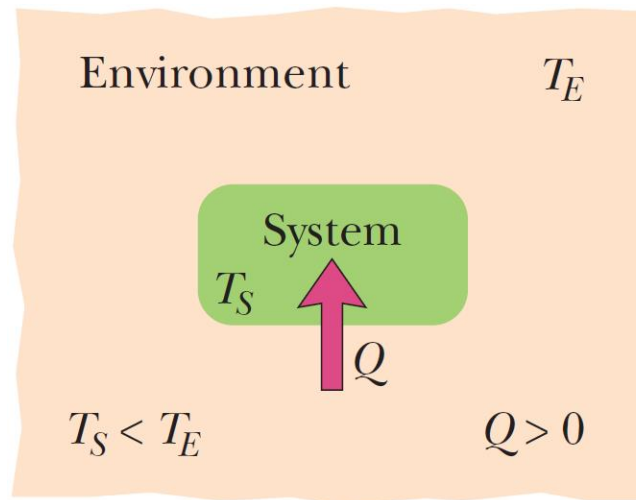 Environment T_E
System
T_S
Q
T_S < T_E Q > 0